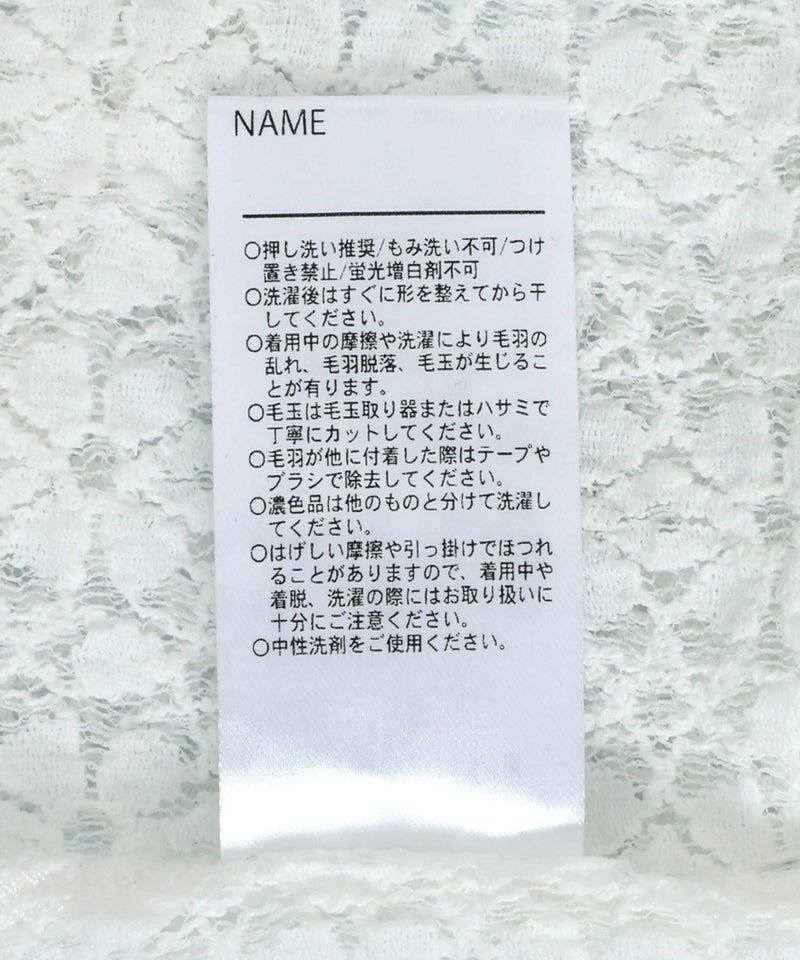 NAME
○押し洗い推奨/もみ洗い不可/つけ
置き禁止/蛍光増白剤不可
○洗濯後はすぐに形を整えてから干
してください。
○着用中の摩擦や洗濯により毛羽の
乱れ、毛羽脱落、毛玉が生じるこ
とが有ります。
○毛玉は毛玉取り器またはハサミで
丁寧にカットしてください。
○毛羽が他に付着した際はテープや
ブラシで除去してください。
○濃色品は他のものと分けて洗濯し
てください。
○はげしい摩擦や引っ掛けでほつれ
ることがありますので、着用中や
着脱、洗濯の際にはお取り扱いに
十分にご注意ください。
○中性洗剤をご使用ください。